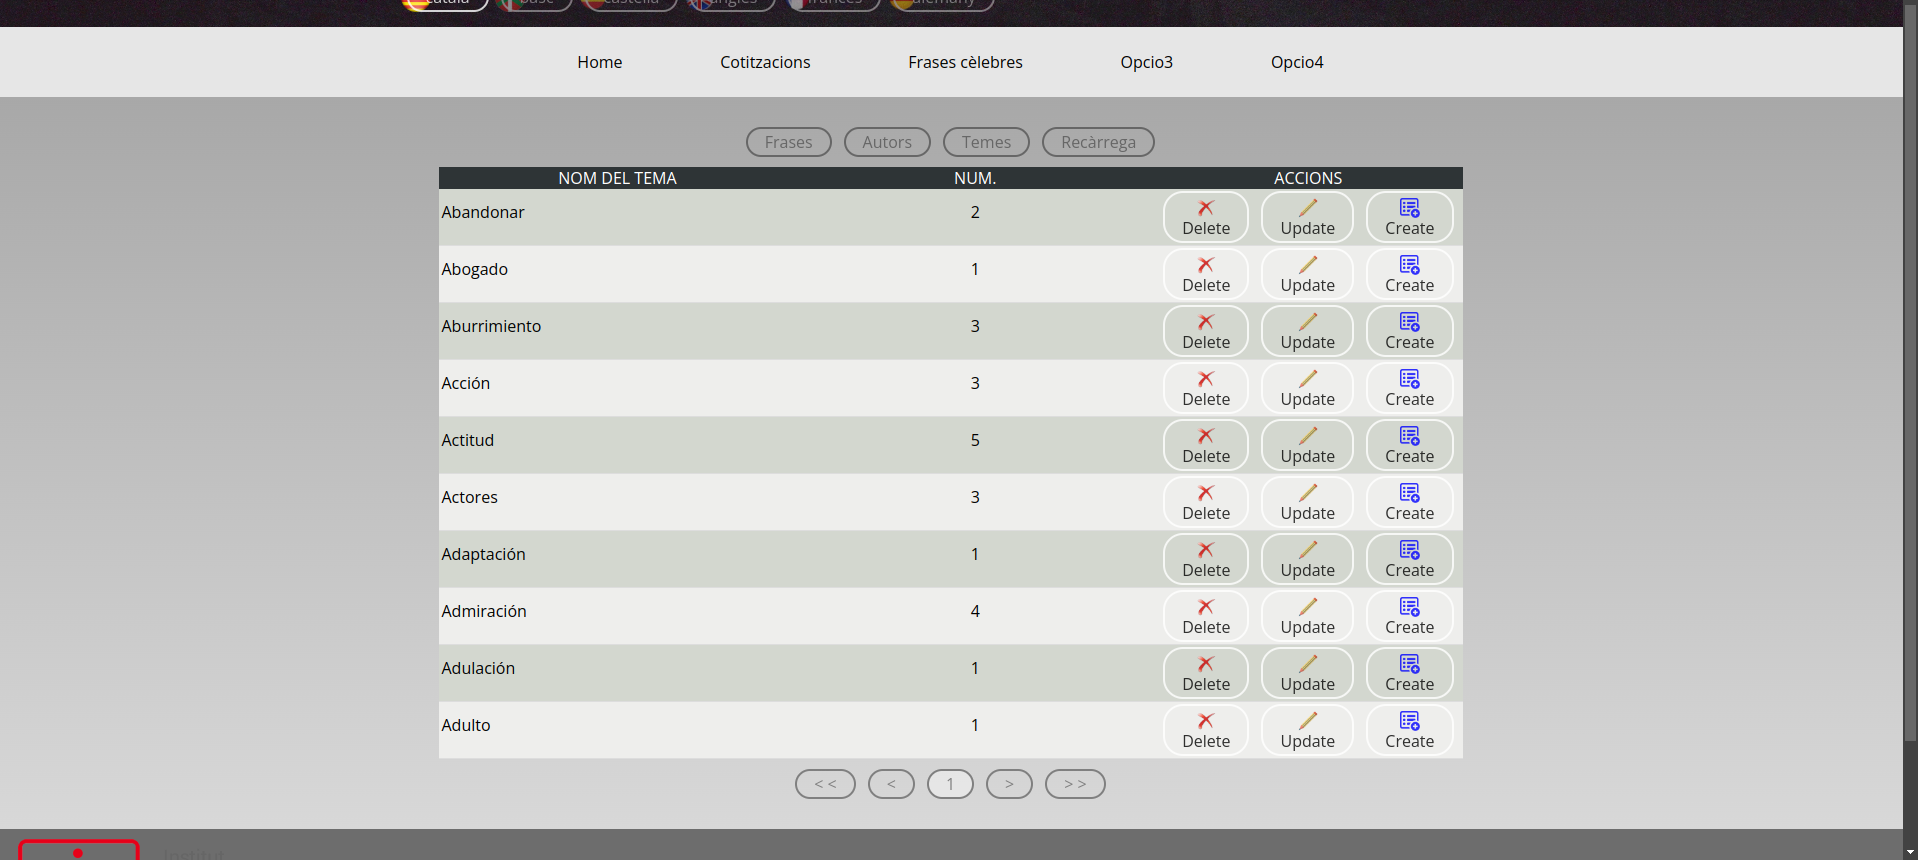 català basc castellà anglès francès alemany
Home Cotitzacions Frases cèlebres Opcio3 Opcio4
Frases Autors Temes Recàrrega
NOM DEL TEMA NUM. ACCIONS
Abandonar 2 Delete Update Create
Abogado 1 Delete Update Create
Aburrimiento 3 Delete Update Create
Acción 3 Delete Update Create
Actitud 5 Delete Update Create
Actores 3 Delete Update Create
Adaptación 1 Delete Update Create
Admiración 4 Delete Update Create
Adulación 1 Delete Update Create
Adulto 1 Delete Update Create
< < < 1 > > >
Institut